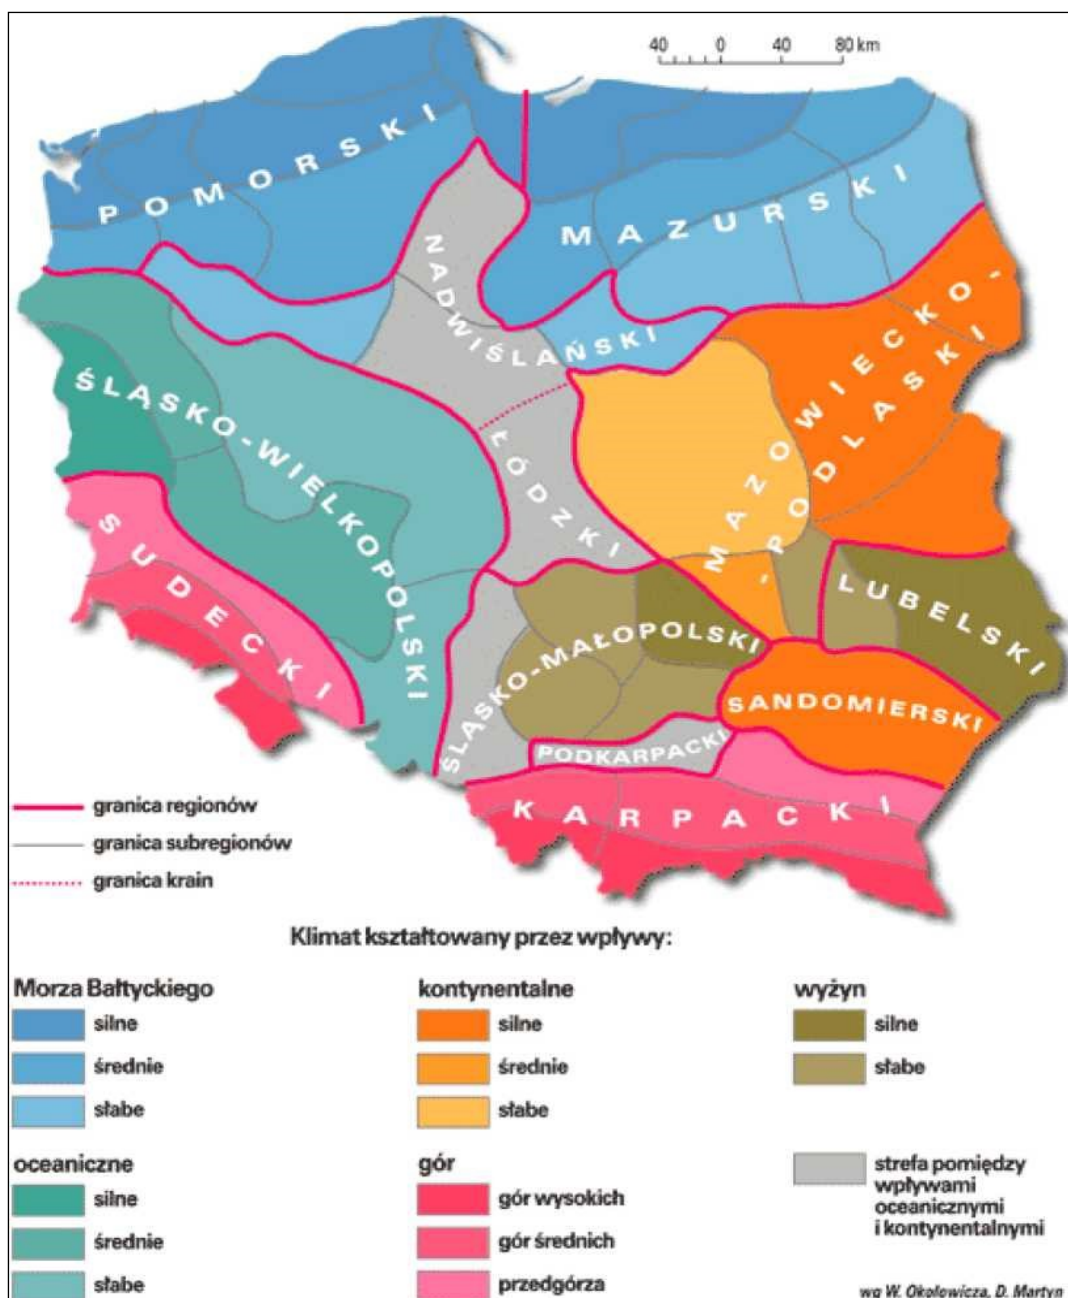 40 0 40 80 km
POMORSKI
MAZURSKI
NADWIŚLAŃSKI
MAZOWIECKO-
-PODLASKI
ŚLĄSKO-WIELKOPOLSKI
ŁÓDZKI
SUDECKI
LUBELSKI
ŚLĄSKO-MAŁOPOLSKI
SANDOMIERSKI
PODKARPACKI
KARPACKI
granica regionów
granica subregionów
granica krain
Klimat kształtowany przez wpływy:
Morza Bałtyckiego
silne
średnie
słabe
kontynentalne
silne
średnie
słabe
wyżyn
silne
słabe
oceaniczne
silne
średnie
słabe
gór
gór wysokich
gór średnich
przedgórza
strefa pomiędzy
wpływami
oceanicznymi
i kontynentalnymi
wg W. Okołowicza, D. Martyn